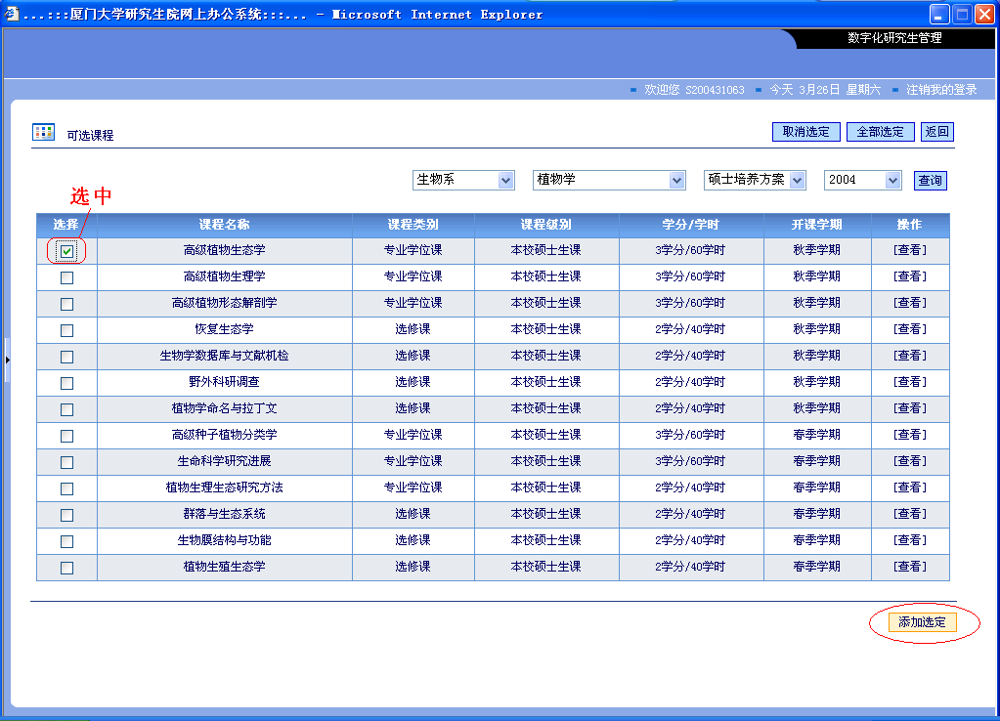 ...:::厦门大学研究生院网上办公系统:::... - Microsoft Internet Explorer
数字化研究生管理
欢迎您 S200431063 今天 3月26日 星期六 注销我的登录
可选课程 取消选定 全部选定 返回
生物系 植物学 硕士培养方案 2004 查询
选中
选择 课程名称 课程类别 课程级别 学分/学时 开课学期 操作
高级植物生态学 专业学位课 本校硕士生课 3学分/60学时 秋季学期 [查看]
高级植物生理学 专业学位课 本校硕士生课 3学分/60学时 秋季学期 [查看]
高级植物形态解剖学 专业学位课 本校硕士生课 3学分/60学时 秋季学期 [查看]
恢复生态学 选修课 本校硕士生课 2学分/40学时 秋季学期 [查看]
生物学数据库与文献机检 选修课 本校硕士生课 2学分/40学时 秋季学期 [查看]
野外科研调查 选修课 本校硕士生课 2学分/40学时 秋季学期 [查看]
植物学命名与拉丁文 选修课 本校硕士生课 2学分/40学时 秋季学期 [查看]
高级种子植物分类学 专业学位课 本校硕士生课 3学分/60学时 春季学期 [查看]
生命科学研究进展 专业学位课 本校硕士生课 3学分/60学时 春季学期 [查看]
植物生理生态研究方法 专业学位课 本校硕士生课 2学分/40学时 春季学期 [查看]
群落与生态系统 选修课 本校硕士生课 2学分/40学时 春季学期 [查看]
生物膜结构与功能 选修课 本校硕士生课 2学分/40学时 春季学期 [查看]
植物生殖生态学 选修课 本校硕士生课 2学分/40学时 春季学期 [查看]
添加选定